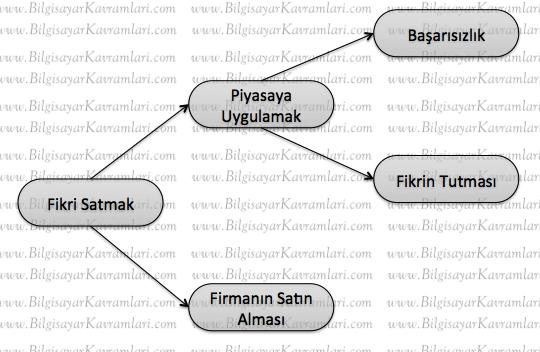 Başarısızlık
Piyasaya
Uygulamak
Fikrin Tutması
Fikri Satmak
Firmanın Satın
Alması
www.BilgisayarKavramlari.com